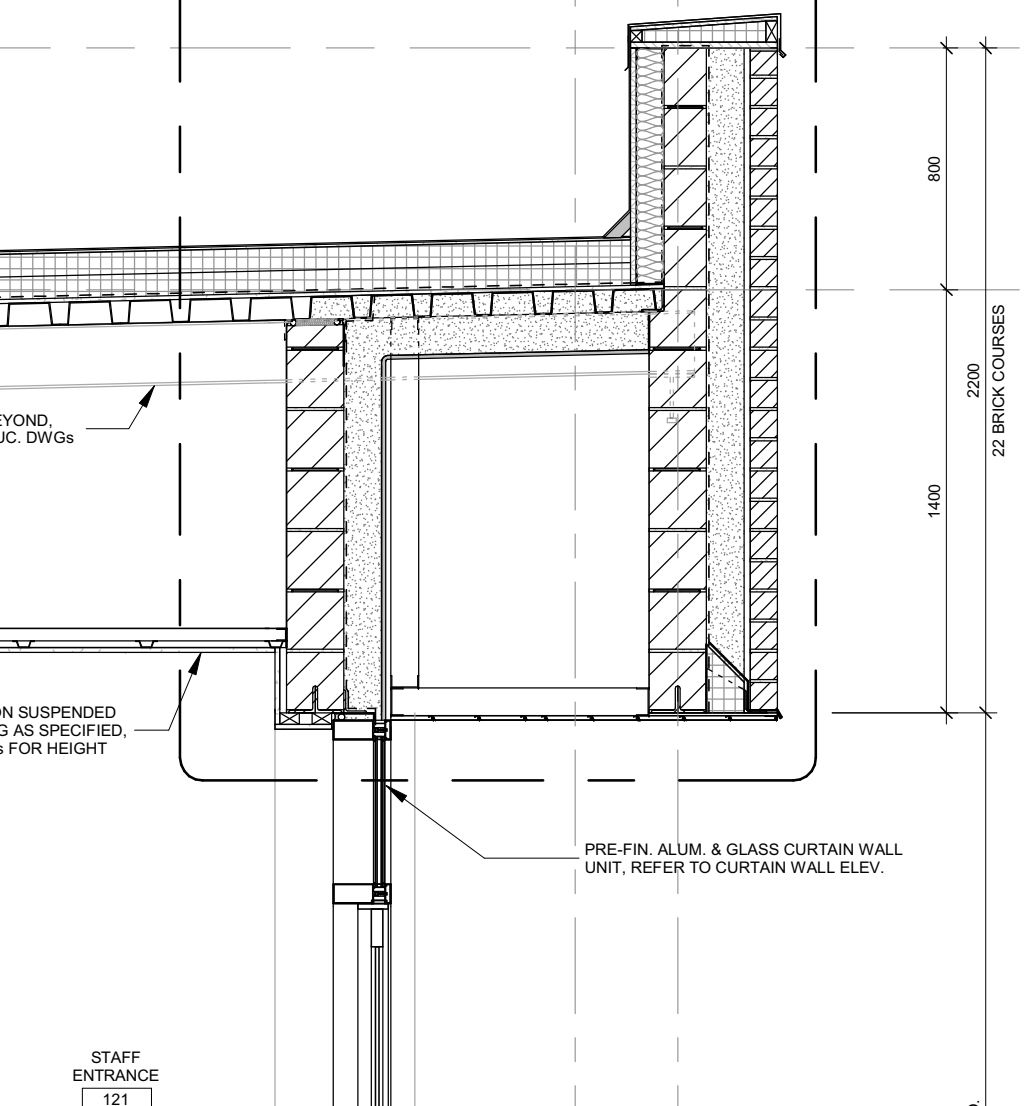 800
2200
22 BRICK COURSES
1400
EYOND,
UC. DWGs
ON SUSPENDED
G AS SPECIFIED,
s FOR HEIGHT
PRE-FIN. ALUM. & GLASS CURTAIN WALL
UNIT, REFER TO CURTAIN WALL ELEV.
STAFF
ENTRANCE
121